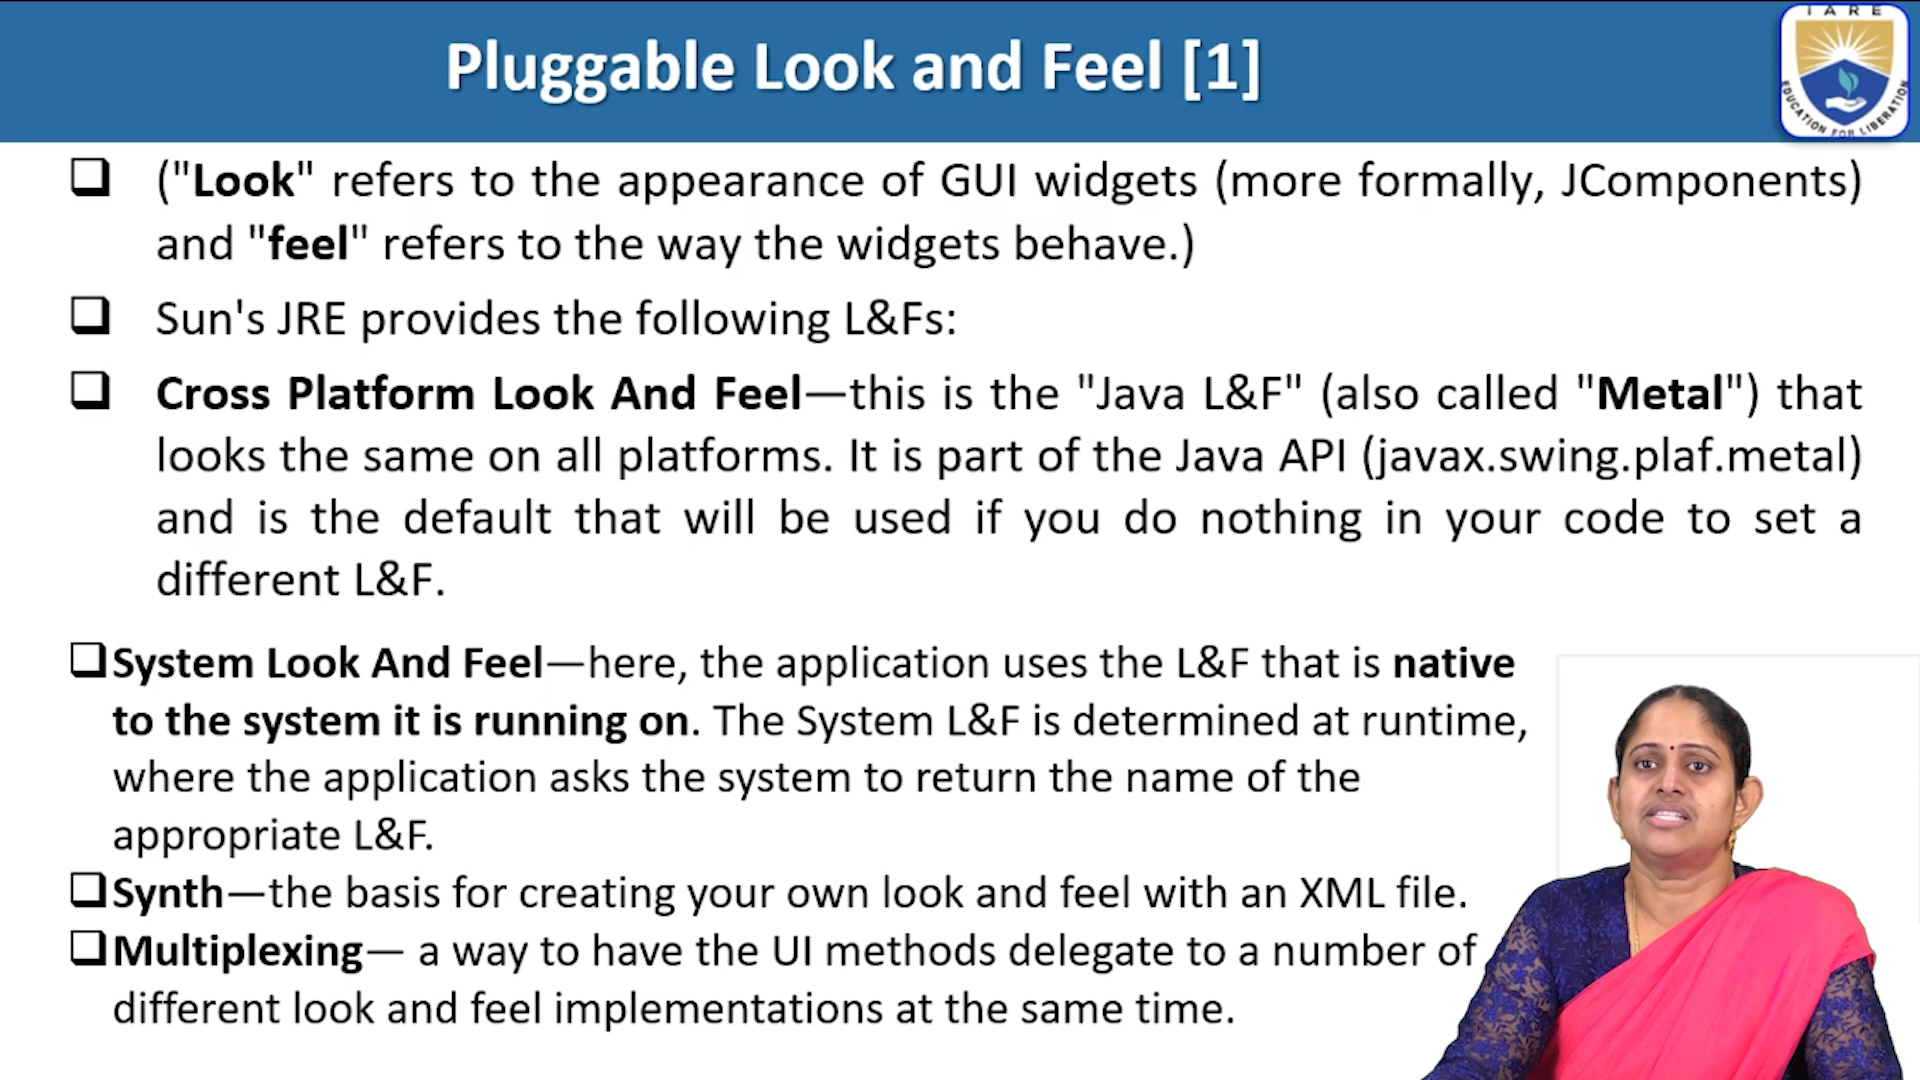 Pluggable Look and Feel [1]
IARE
EDUCATION FOR LIBERATION
❑ ("Look" refers to the appearance of GUI widgets (more formally, JComponents)
and "feel" refers to the way the widgets behave.)
❑ Sun's JRE provides the following L&Fs:
❑ Cross Platform Look And Feel—this is the "Java L&F" (also called "Metal") that
looks the same on all platforms. It is part of the Java API (javax.swing.plaf.metal)
and is the default that will be used if you do nothing in your code to set a
different L&F.
❑System Look And Feel—here, the application uses the L&F that is native
to the system it is running on. The System L&F is determined at runtime,
where the application asks the system to return the name of the
appropriate L&F.
❑Synth—the basis for creating your own look and feel with an XML file.
❑Multiplexing— a way to have the UI methods delegate to a number of
different look and feel implementations at the same time.